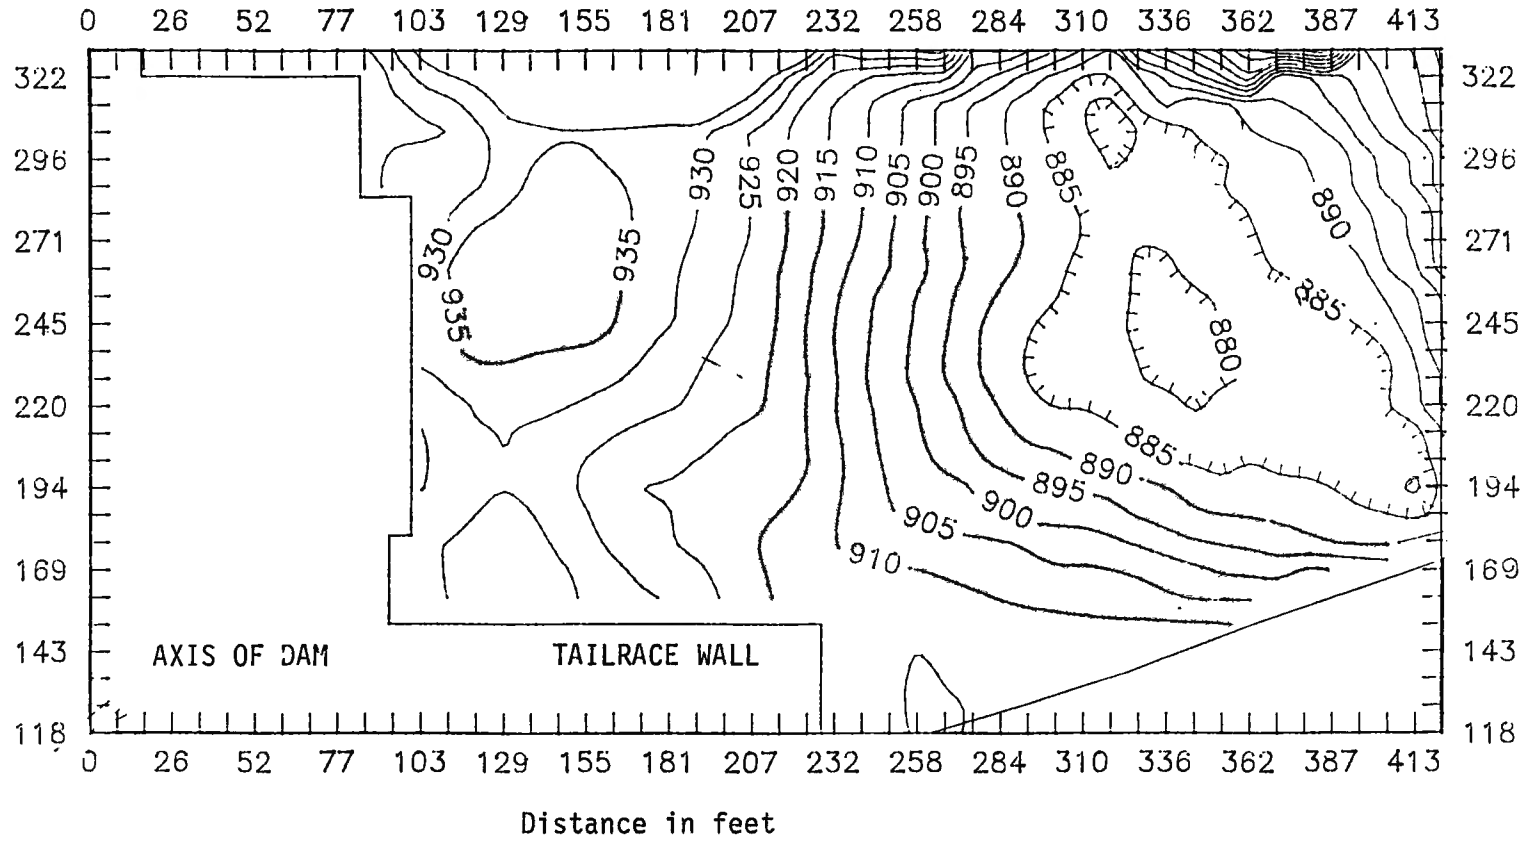 0 26 52 77 103 129 155 181 207 232 258 284 310 336 362 387 413
322 322
296 930 925 920 915 910 905 900 895 890 885 296
890
271 930 935 271
935 885
245 880 245
220 220
885 890
194 895 194
900
905
910
169 169
143 AXIS OF DAM TAILRACE WALL 143
118 118
0 26 52 77 103 129 155 181 207 232 258 284 310 336 362 387 413
Distance in feet